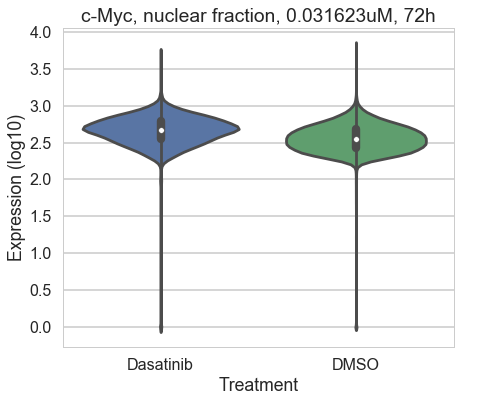 c-Myc, nuclear fraction, 0.031623uM, 72h
4.0
3.5
3.0
2.5
2.0
1.5
1.0
0.5
0.0
Expression (log10)
Dasatinib DMSO
Treatment